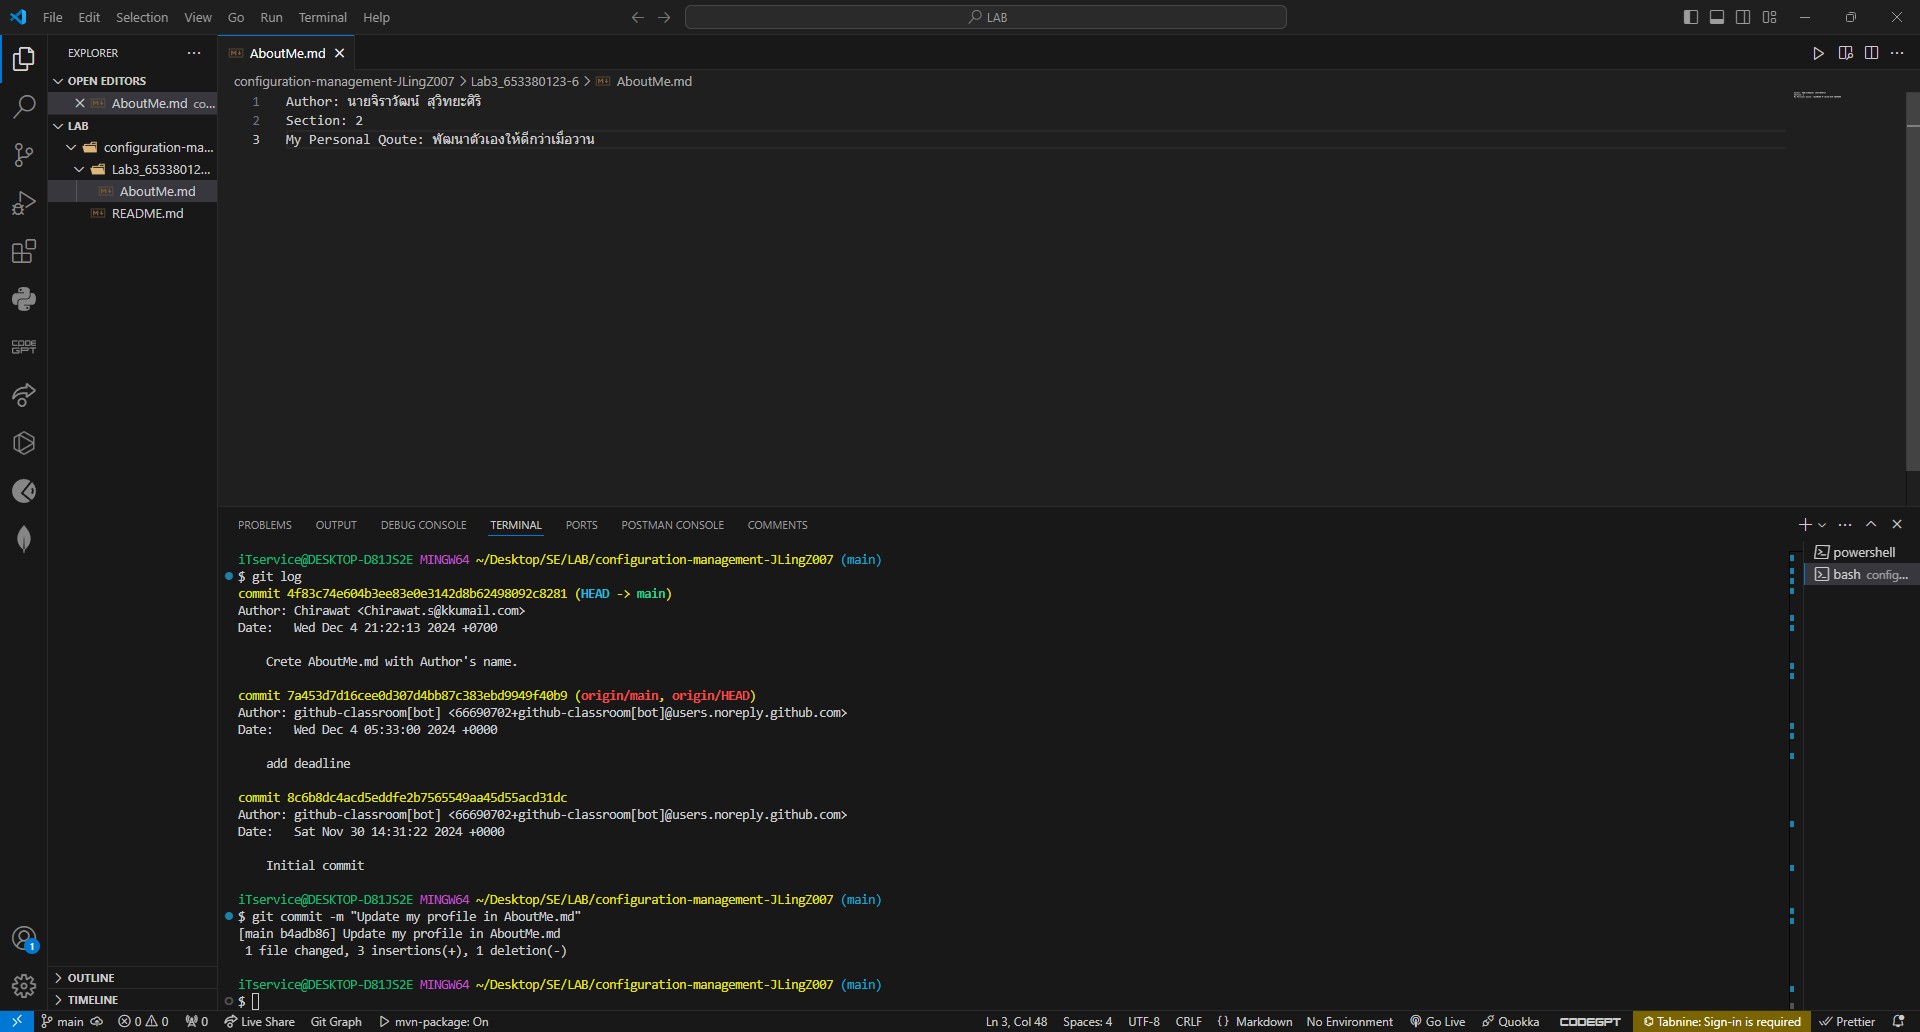 File Edit Selection View Go Run Terminal Help
LAB
EXPLORER
AboutMe.md
OPEN EDITORS
AboutMe.md co...
LAB
configuration-ma...
Lab3_65338012...
AboutMe.md
README.md
configuration-management-JLingZ007 > Lab3_653380123-6 > AboutMe.md
1 Author: นายจิราวัฒน์ สุวิทยะศิริ
2 Section: 2
3 My Personal Qoute: พัฒนาตัวเองให้ดีกว่าเมื่อวาน
CODE
GPT
PROBLEMS OUTPUT DEBUG CONSOLE TERMINAL PORTS POSTMAN CONSOLE COMMENTS
powershell
bash config...
iTservice@DESKTOP-D81JS2E MINGW64 ~/Desktop/SE/LAB/configuration-management-JLingZ007 (main)
$ git log
commit 4f83c74e604b3ee83e0e3142d8b62498092c8281 (HEAD -> main)
Author: Chirawat <Chirawat.s@kkumail.com>
Date:   Wed Dec 4 21:22:13 2024 +0700
Crete AboutMe.md with Author's name.
commit 7a453d7d16cee0d307d4bb87c383ebd9949f40b9 (origin/main, origin/HEAD)
Author: github-classroom[bot] <66690702+github-classroom[bot]@users.noreply.github.com>
Date:   Wed Dec 4 05:33:00 2024 +0000
add deadline
commit 8c6b8dc4acd5eddfe2b7565549aa45d55acd31dc
Author: github-classroom[bot] <66690702+github-classroom[bot]@users.noreply.github.com>
Date:   Sat Nov 30 14:31:22 2024 +0000
Initial commit
iTservice@DESKTOP-D81JS2E MINGW64 ~/Desktop/SE/LAB/configuration-management-JLingZ007 (main)
$ git commit -m "Update my profile in AboutMe.md"
[main b4adb86] Update my profile in AboutMe.md
1 file changed, 3 insertions(+), 1 deletion(-)
iTservice@DESKTOP-D81JS2E MINGW64 ~/Desktop/SE/LAB/configuration-management-JLingZ007 (main)
$
1
OUTLINE
TIMELINE
main 0 0 0 Live Share Git Graph mvn-package: On Ln 3, Col 48 Spaces: 4 UTF-8 CRLF {} Markdown No Environment Go Live Quokka CODEGPT Tabnine: Sign-in is required Prettier